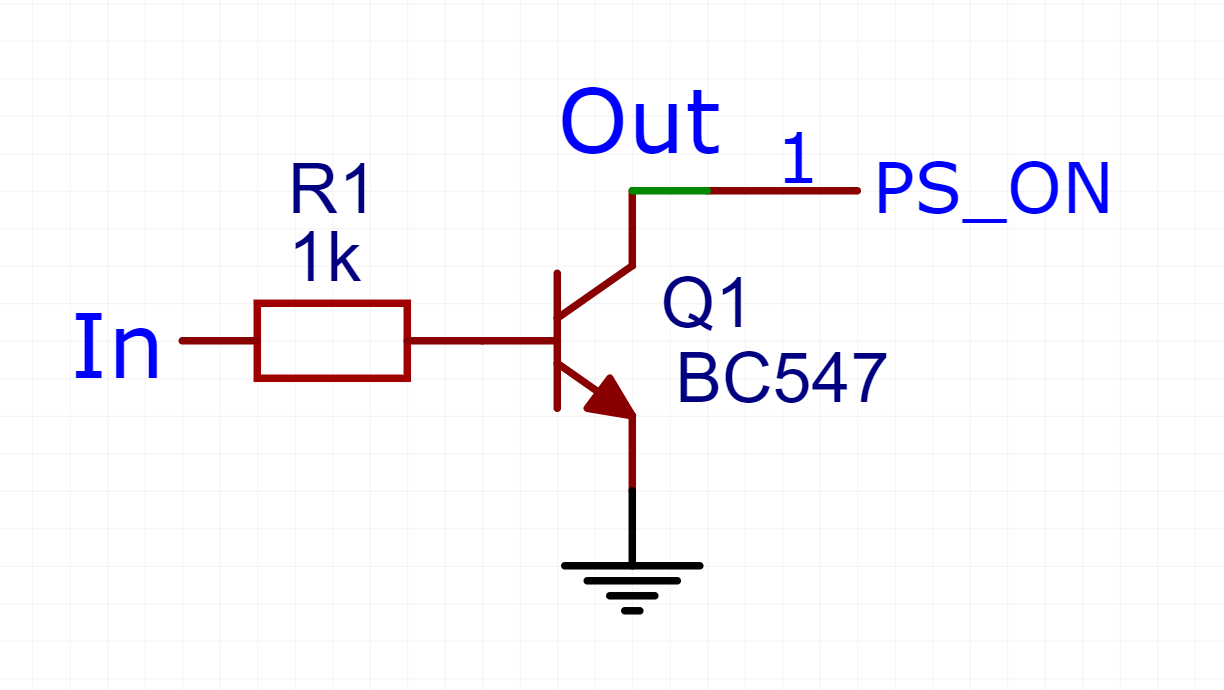 Out
1
PS_ON
R1
1k
In
Q1
BC547